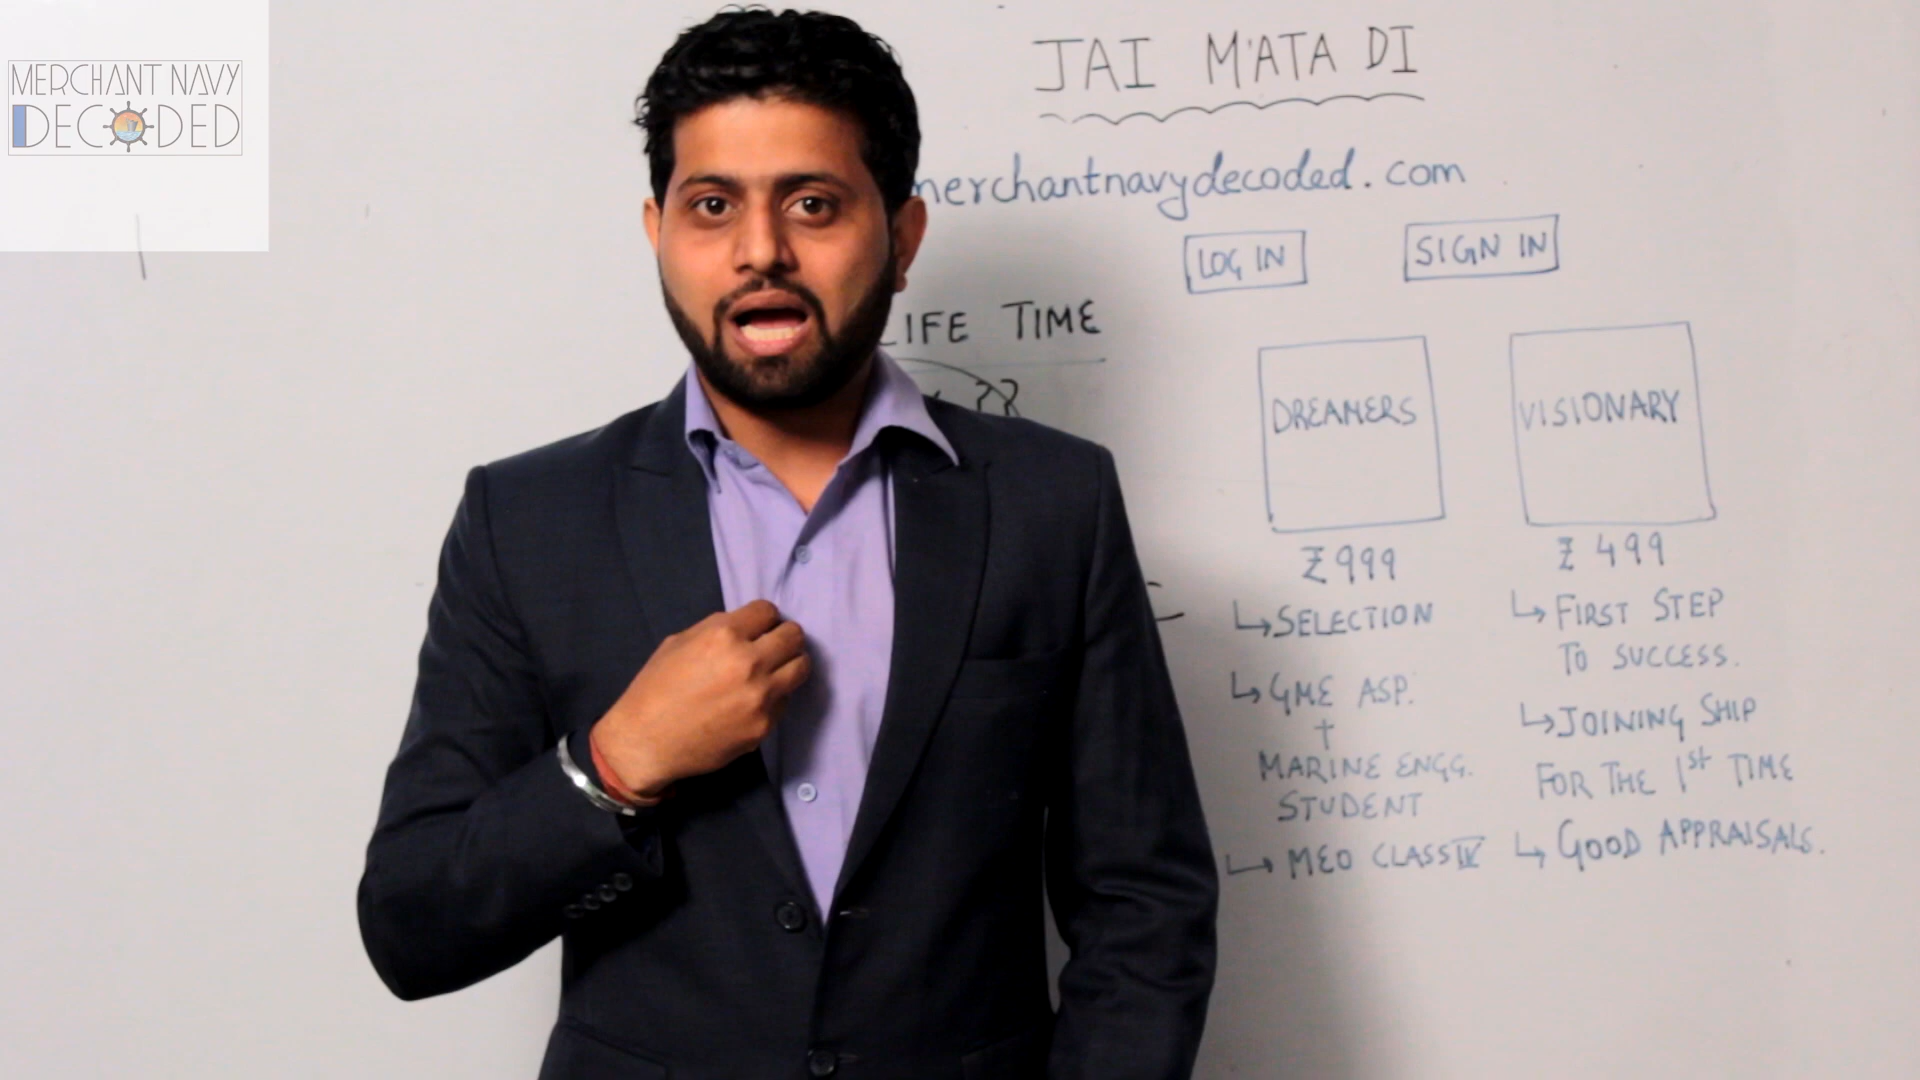 MERCHANT NAVY
DECODED
JAI MATA DI
merchantnavydecoded.com
LOG IN
SIGN IN
LIFE TIME
DREAMERS
₹999
↳SELECTION
↳GME ASP.
+
MARINE ENGG.
STUDENT
↳MEO CLASS IV
VISIONARY
₹ 499
↳FIRST STEP
TO SUCCESS.
↳JOINING SHIP
FOR THE 1st TIME
↳GOOD APPRAISALS.